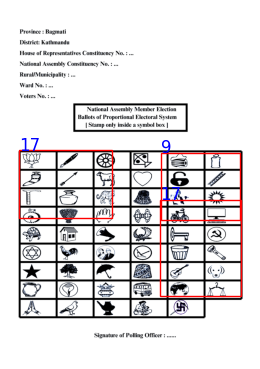 Province : Bagmati
District: Kathmandu
House of Representatives Constituency No. : ...
National Assembly Constituency No. : ...
Rural/Municipality : ...
Ward No. : ...
Voters No. : ...
National Assembly Member Election
Ballots of Proportional Electoral System
[ Stamp only inside a symbol box ]
17
9
Signature of Polling Officer : ......